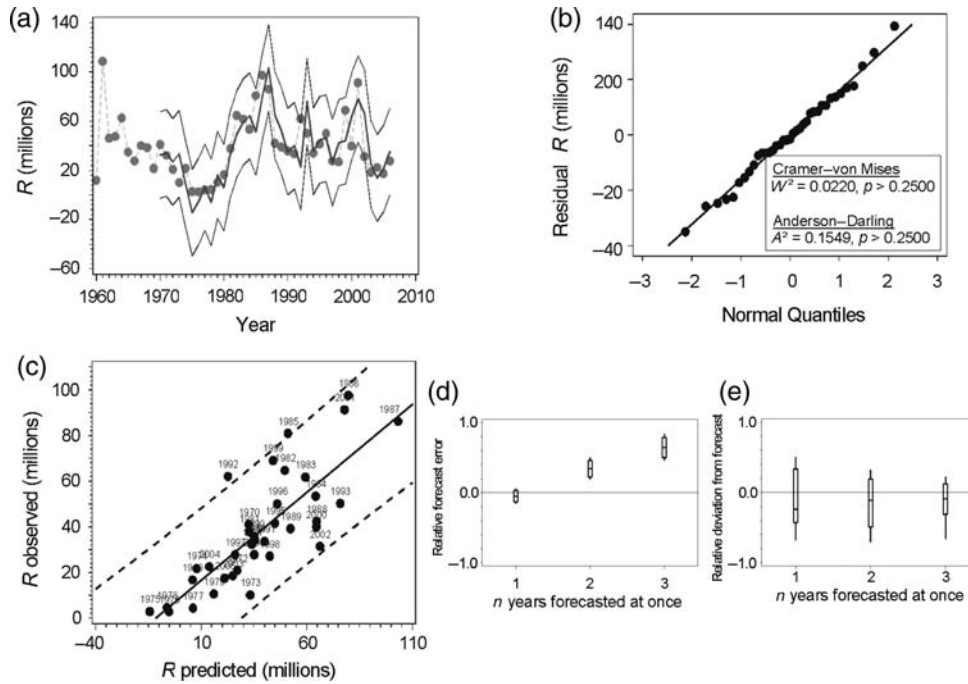 (a)
140
100
60
20
–20
–60
R (millions)
1960
1970
1980
1990
2000
2010
Year
(b)
140
200
0
–20
–40
Residual R (millions)
Cramer–von Mises
W² = 0.0220, p > 0.2500
Anderson–Darling
A² = 0.1549, p > 0.2500
–3 –2 –1 0 1 2 3
Normal Quantiles
(c)
100
80
60
40
20
0
R observed (millions)
1987
1985
1999
1982
1992
1983
1996
1993
1970
1988
2000
1989
2002
1998
2004
1973
1975
1977
–40
10
60
110
R predicted (millions)
(d)
1.0
0.0
–1.0
Relative forecast error
1 2 3
n years forecasted at once
(e)
1.0
0.0
–1.0
Relative deviation from forecast
1 2 3
n years forecasted at once